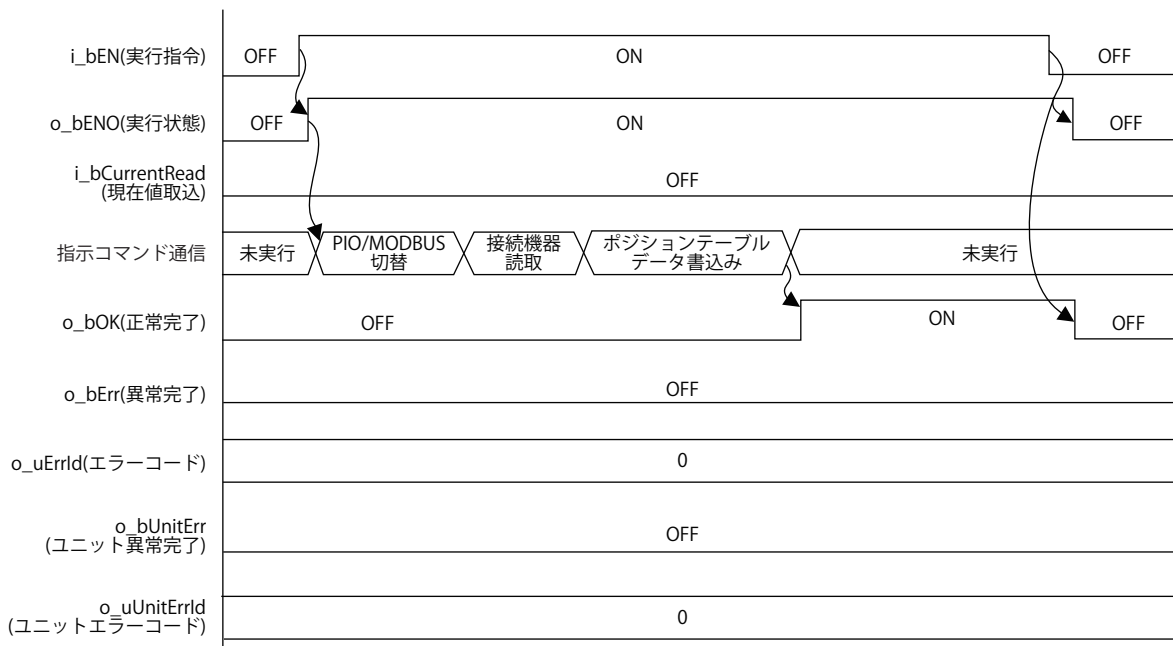 i_bEN(実行指令) OFF ON OFF
o_bENO(実行状態) OFF ON OFF
i_bCurrentRead
(現在値取込)
OFF
指示コマンド通信 未実行
PIO/MODBUS
切替
接続機器
読取
ポジションテーブル
データ書込み
未実行
o_bOK(正常完了) OFF ON OFF
o_bErr(異常完了) OFF
o_uErrId(エラーコード) 0
o_bUnitErr
(ユニット異常完了)
OFF
o_uUnitErrId
(ユニットエラーコード)
0